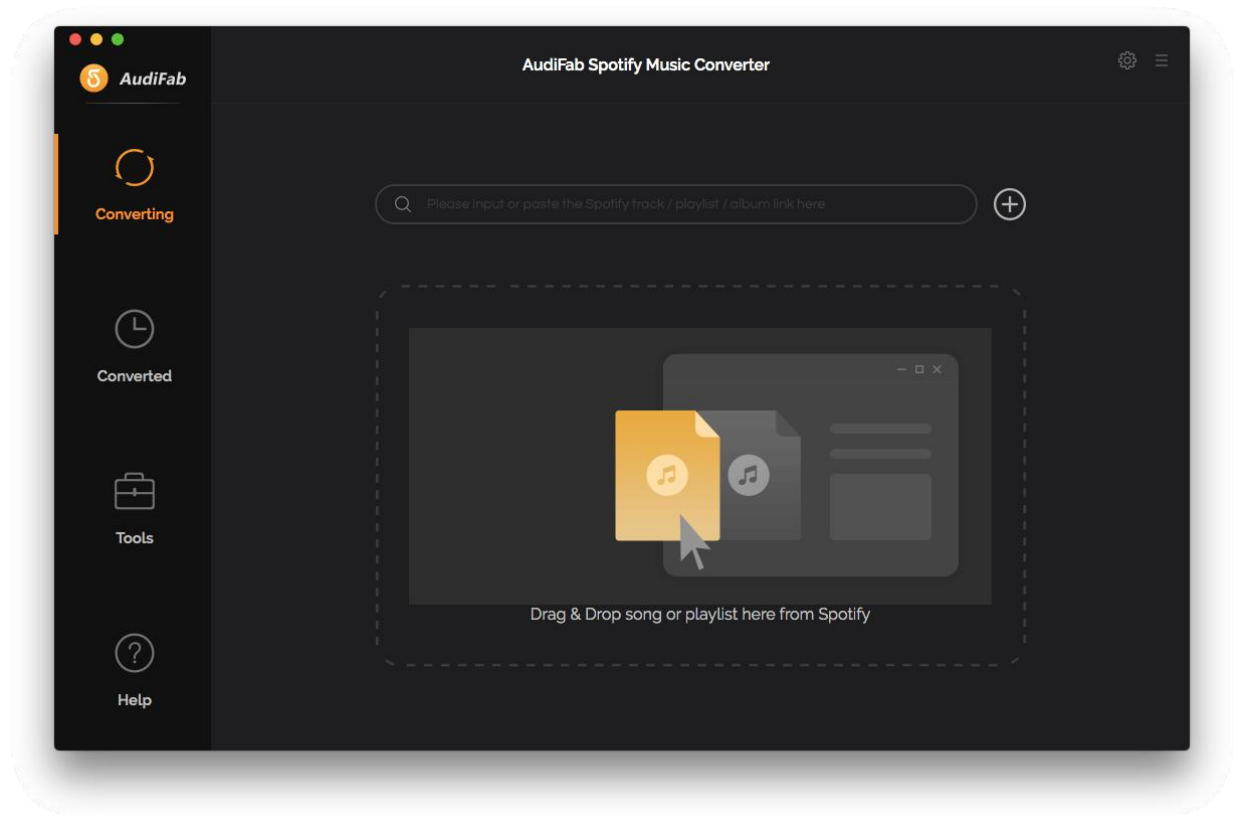 AudiFab
AudiFab Spotify Music Converter
Converting
Please input or paste the Spotify track / playlist / album link here
Converted
Tools
Drag & Drop song or playlist here from Spotify
Help